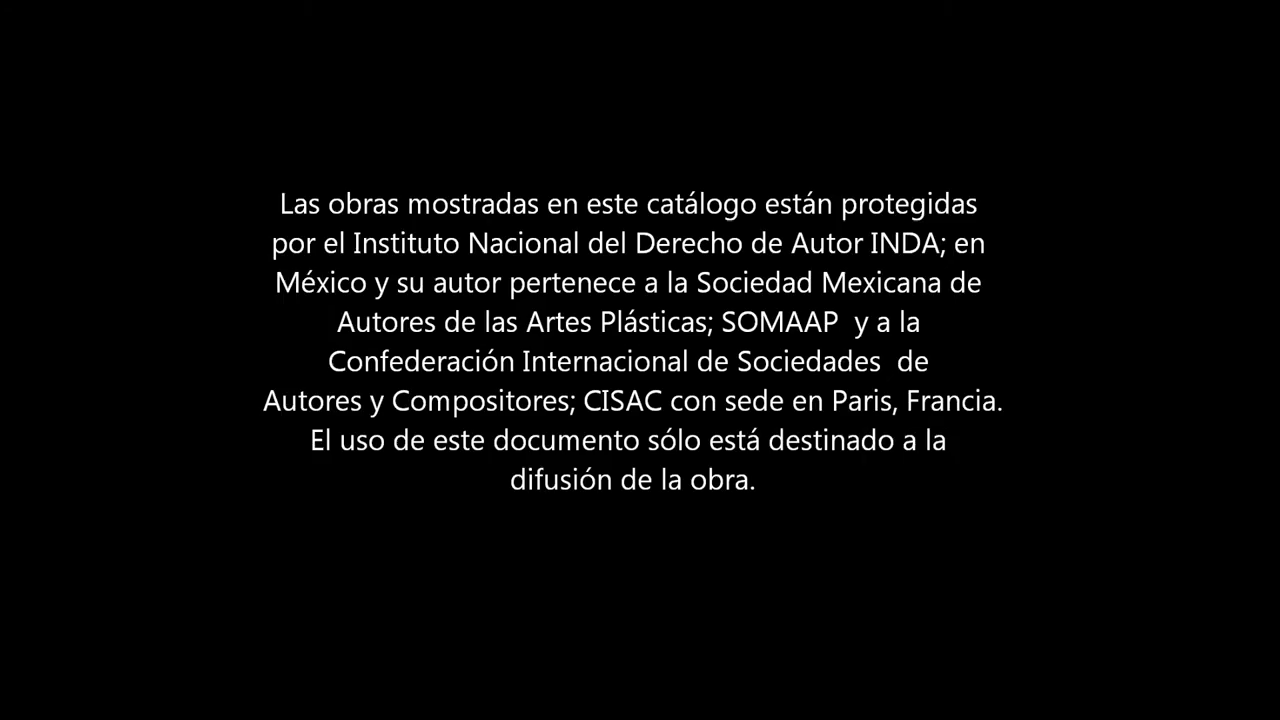 Las obras mostradas en este catálogo están protegidas
por el Instituto Nacional del Derecho de Autor INDA; en
México y su autor pertenece a la Sociedad Mexicana de
Autores de las Artes Plásticas; SOMAAP  y a la
Confederación Internacional de Sociedades  de
Autores y Compositores; CISAC con sede en Paris, Francia.
El uso de este documento sólo está destinado a la
difusión de la obra.